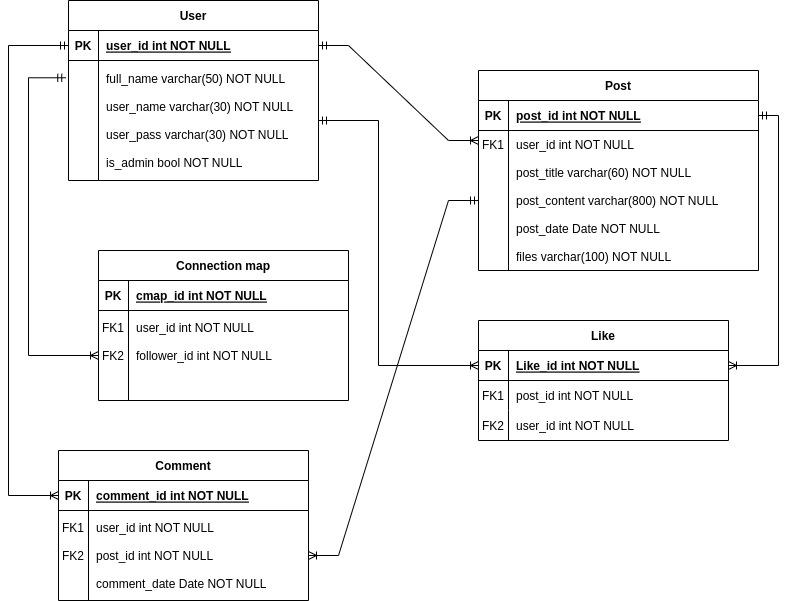 User
PK user_id int NOT NULL
full_name varchar(50) NOT NULL
user_name varchar(30) NOT NULL
user_pass varchar(30) NOT NULL
is_admin bool NOT NULL
Post
PK post_id int NOT NULL
FK1 user_id int NOT NULL
post_title varchar(60) NOT NULL
post_content varchar(800) NOT NULL
post_date Date NOT NULL
files varchar(100) NOT NULL
Connection map
PK cmap_id int NOT NULL
FK1 user_id int NOT NULL
FK2 follower_id int NOT NULL
Like
PK Like_id int NOT NULL
FK1 post_id int NOT NULL
FK2 user_id int NOT NULL
Comment
PK comment_id int NOT NULL
FK1 user_id int NOT NULL
FK2 post_id int NOT NULL
comment_date Date NOT NULL